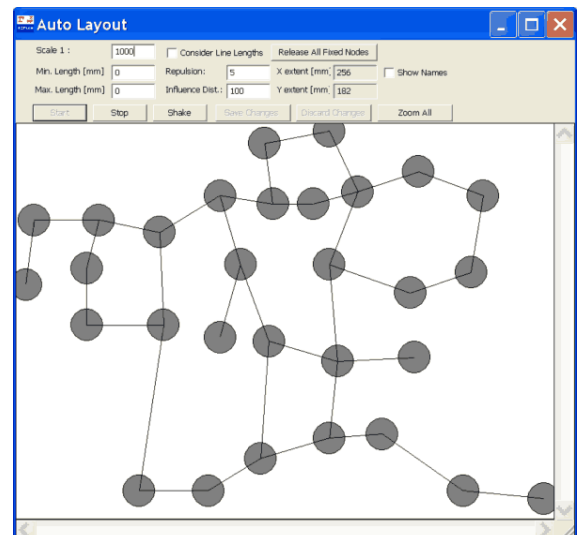 Auto Layout
Scale 1 : 1000 Consider Line Lengths Release All Fixed Nodes
Min. Length [mm] 0 Repulsion: 5 X extent [mm] 256 Show Names
Max. Length [mm] 0 Influence Dist.: 100 Y extent [mm] 182
Start Stop Shake Save Changes Discard Changes Zoom All